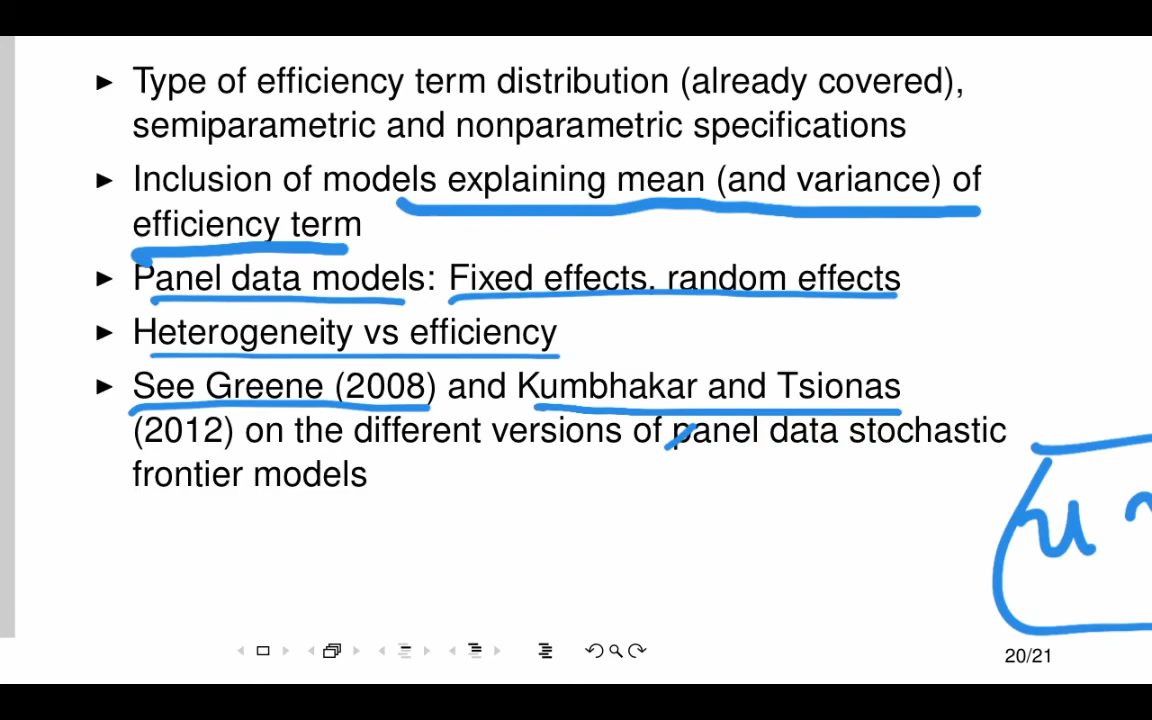 ► Type of efficiency term distribution (already covered),
semiparametric and nonparametric specifications
► Inclusion of models explaining mean (and variance) of
efficiency term
► Panel data models: Fixed effects, random effects
► Heterogeneity vs efficiency
► See Greene (2008) and Kumbhakar and Tsionas
(2012) on the different versions of panel data stochastic
frontier models
u ~
20/21